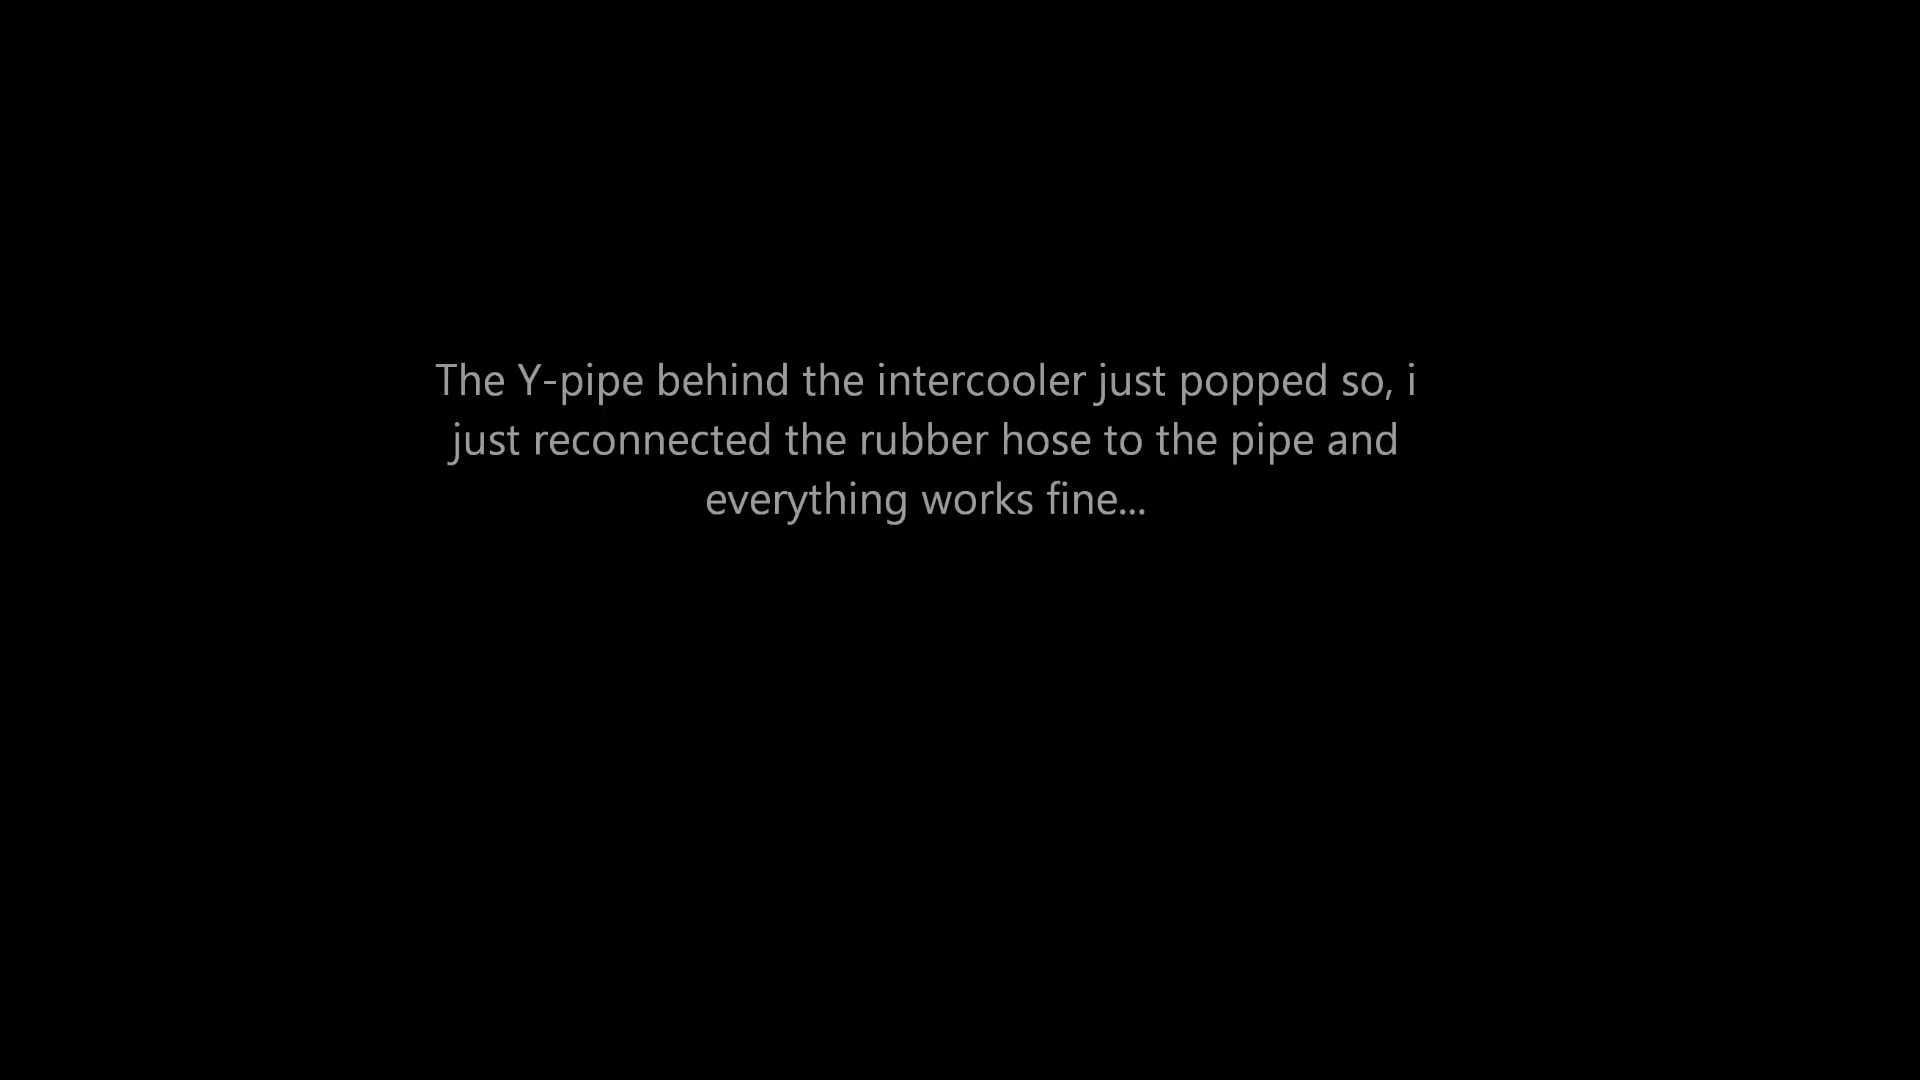 The Y-pipe behind the intercooler just popped so, i
just reconnected the rubber hose to the pipe and
everything works fine...